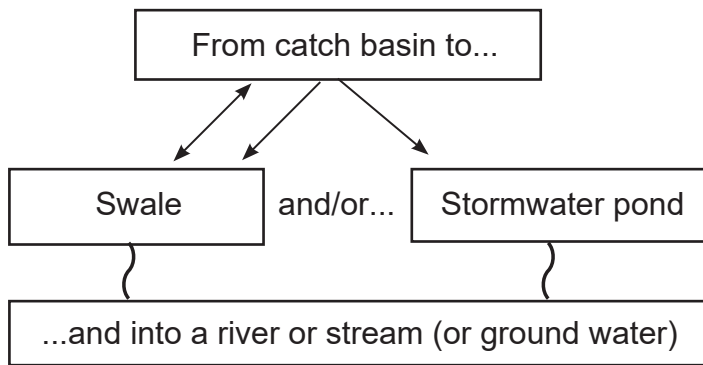 From catch basin to...
Swale
and/or...
Stormwater pond
...and into a river or stream (or ground water)